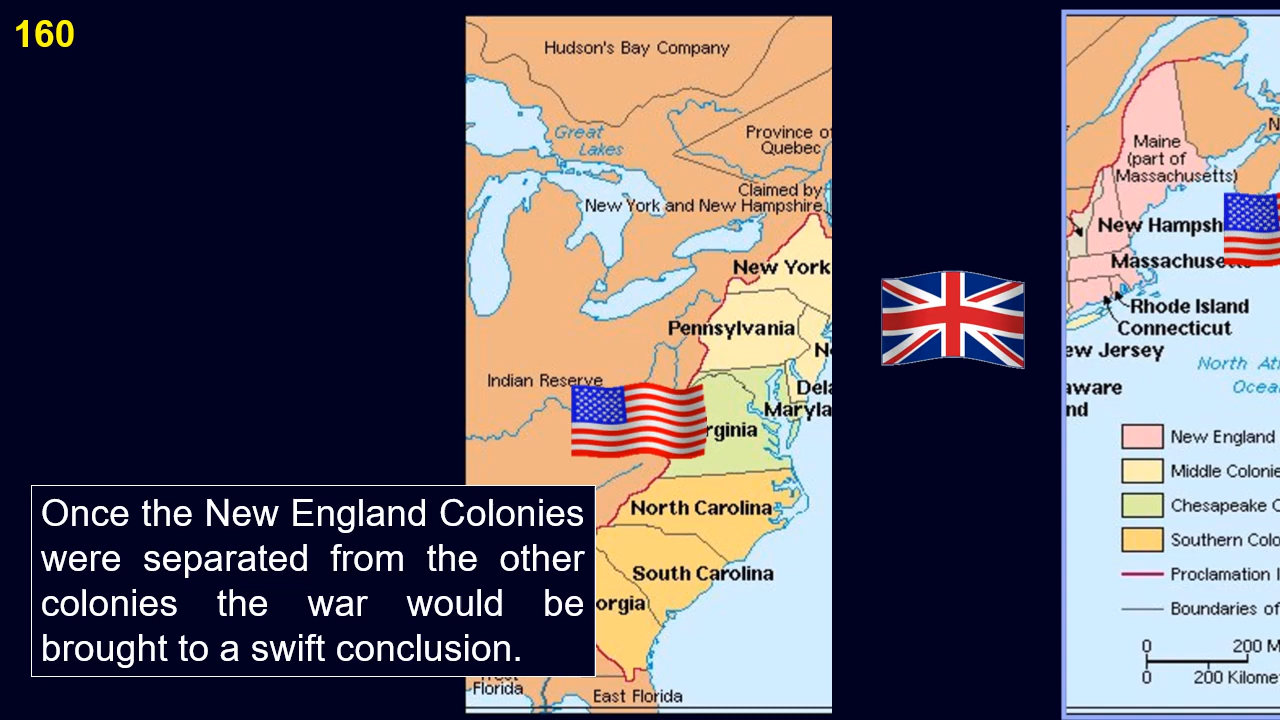 160
Hudson's Bay Company
Great
Lakes
Province of
Quebec
Claimed by
New York and New Hampshire
New York
Pennsylvania
Indian Reserve
rginia
Dela
Maryla
North Carolina
South Carolina
orgia
Florida
East Florida
Once the New England Colonies
were separated from the other
colonies the war would be
brought to a swift conclusion.
Maine
(part of
Massachusetts)
N
New Hampsh
Massachuse
Rhode Island
Connecticut
ew Jersey
North Atl
Ocea
aware
nd
New England
Middle Colonie
Chesapeake C
Southern Colo
Proclamation l
Boundaries of
0 200 M
0 200 Kilome